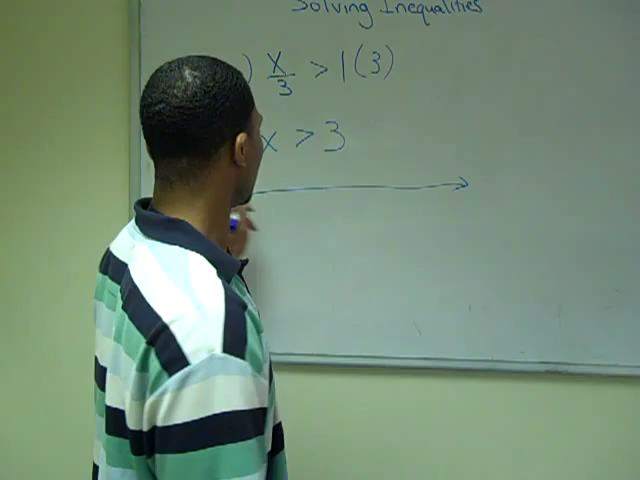 Solving Inequalities
) x/3 > 1(3)
x > 3